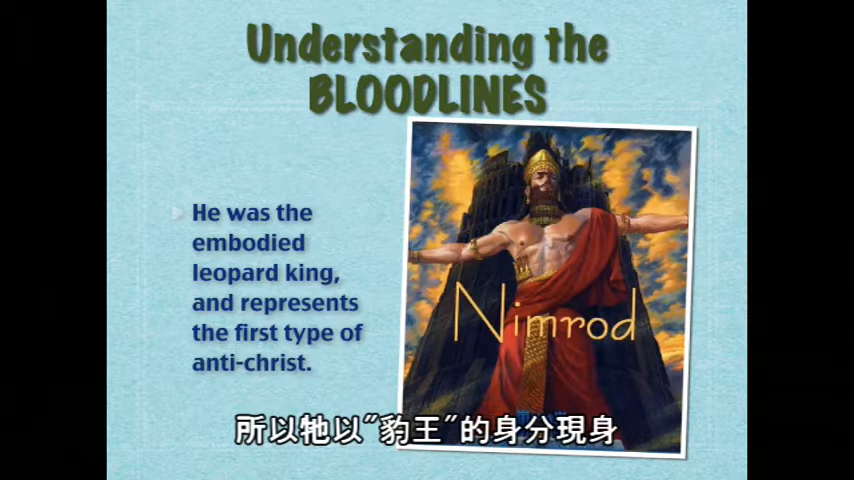 Understanding the
BLOODLINES
He was the
embodied
leopard king,
and represents
the first type of
anti-christ.
Nimrod
所以牠以"豹王"的身分現身